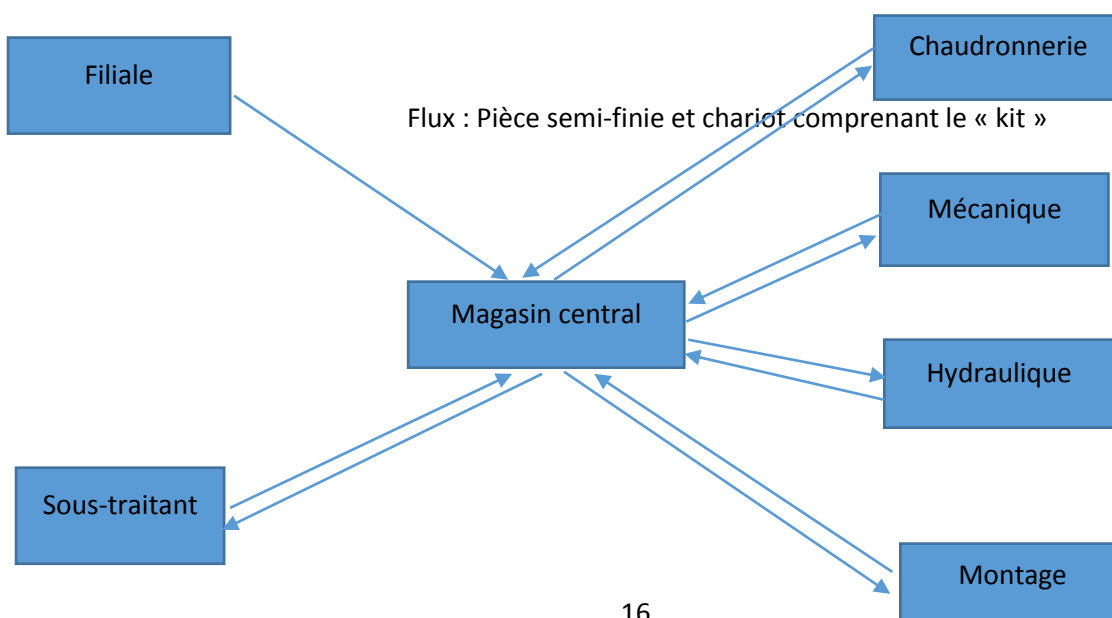 Chaudronnerie
Filiale
Flux : Pièce semi-finie et chariot comprenant le « kit »
Mécanique
Magasin central
Hydraulique
Sous-traitant
Montage
16